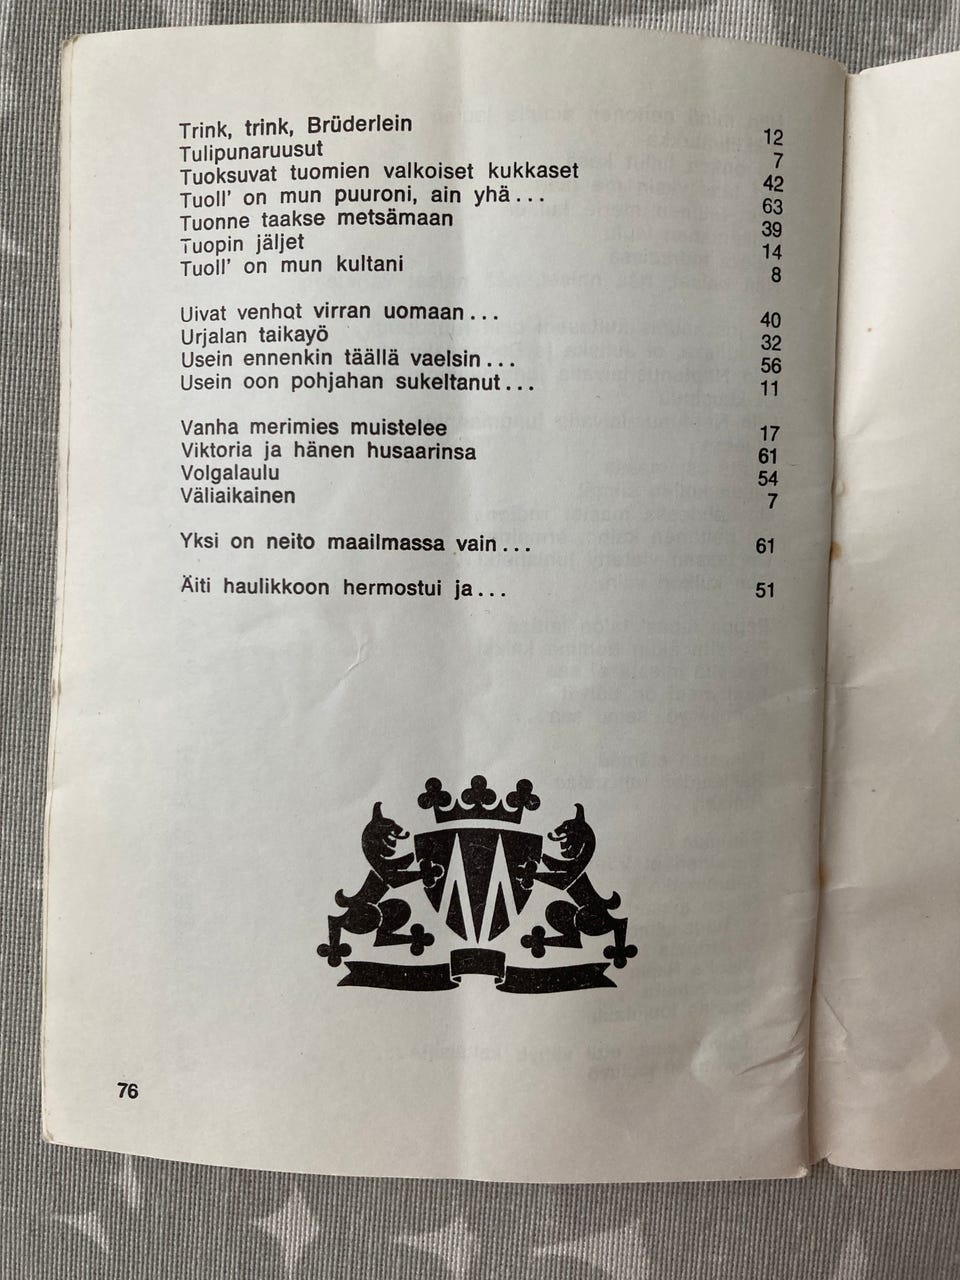 Trink, trink, Brüderlein 12
Tulipunaruusut 7
Tuoksuvat tuomien valkoiset kukkaset 42
Tuoll' on mun puuroni, ain yhä... 63
Tuonne taakse metsämaan 39
Tuopin jäljet 14
Tuoll' on mun kultani 8
Uivat venhot virran uomaan... 40
Urjalan taikayö 32
Usein ennenkin täällä vaelsin... 56
Usein oon pohjahan sukeltanut... 11
Vanha merimies muistelee 17
Viktoria ja hänen husaarinsa 61
Volgalaulu 54
Väliaikainen 7
Yksi on neito maailmassa vain... 61
Äiti haulikkoon hermostui ja... 51
76